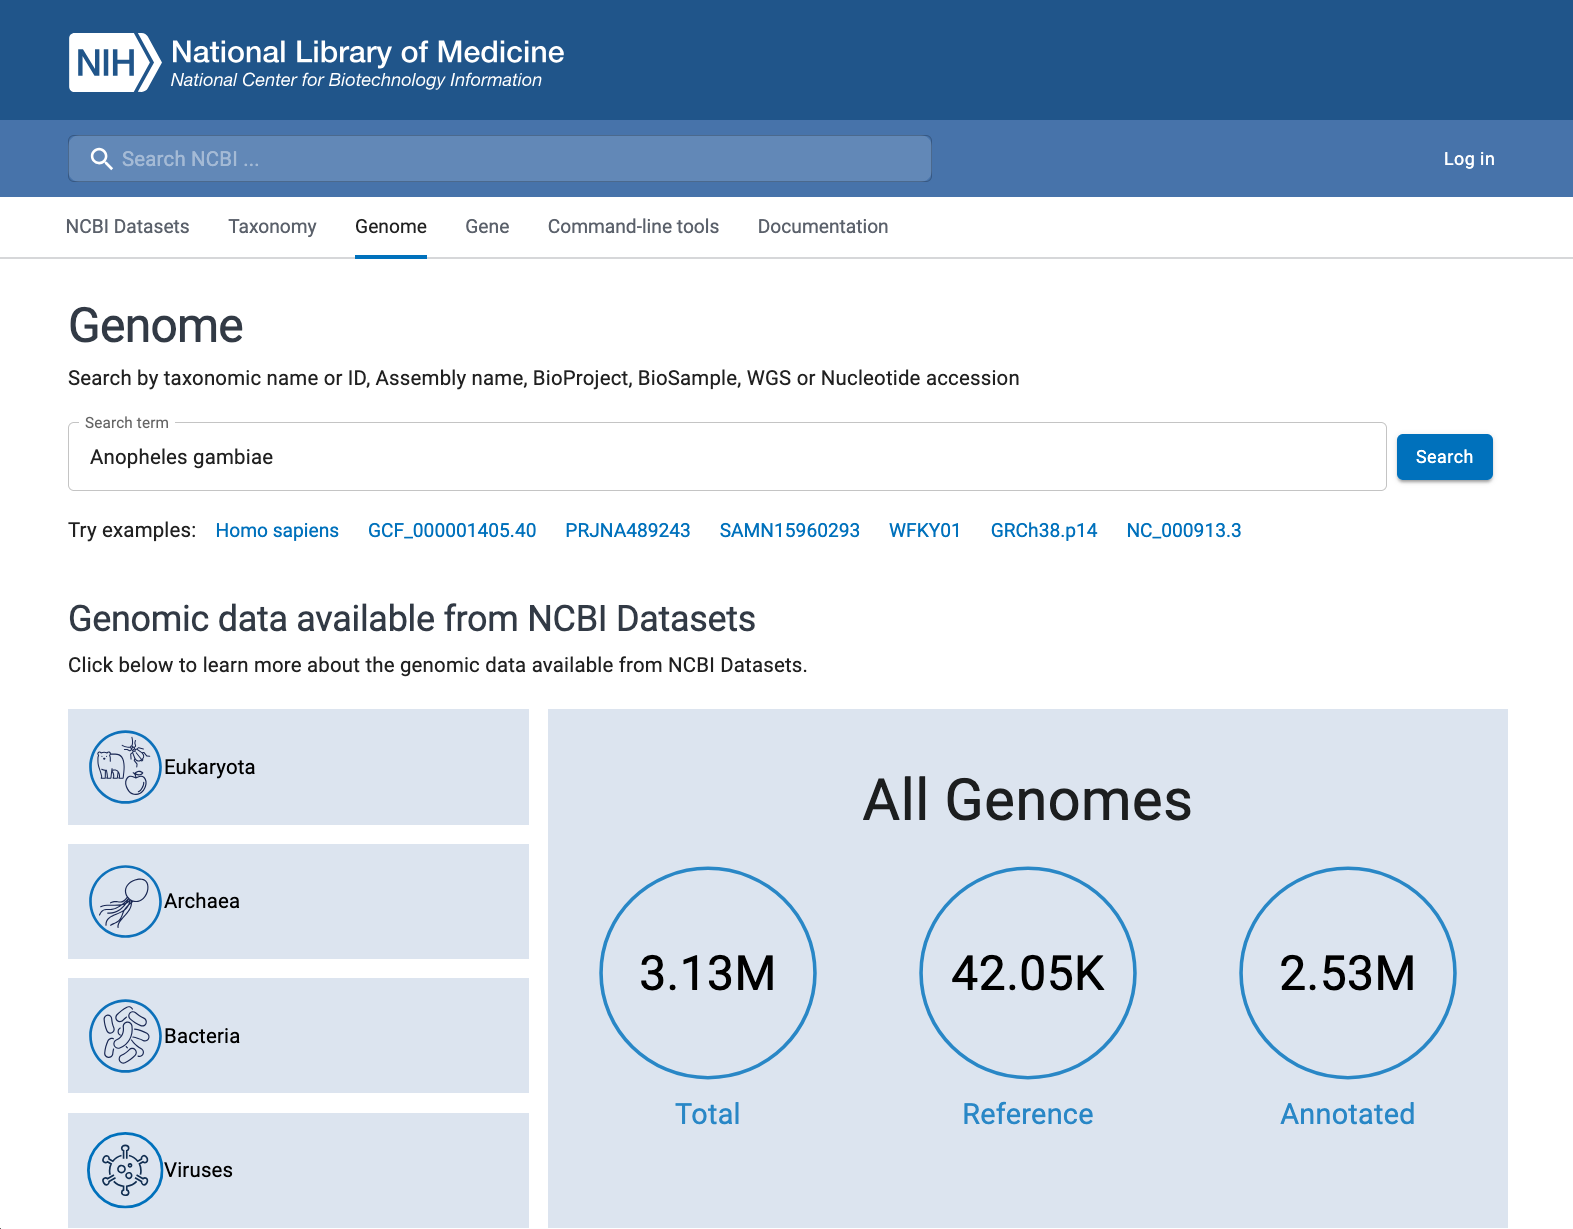 NIH National Library of Medicine
National Center for Biotechnology Information
Search NCBI ...
Log in
NCBI Datasets Taxonomy Genome Gene Command-line tools Documentation
Genome
Search by taxonomic name or ID, Assembly name, BioProject, BioSample, WGS or Nucleotide accession
Search term
Anopheles gambiae
Search
Try examples: Homo sapiens GCF_000001405.40 PRJNA489243 SAMN15960293 WFKY01 GRCh38.p14 NC_000913.3
Genomic data available from NCBI Datasets
Click below to learn more about the genomic data available from NCBI Datasets.
Eukaryota
Archaea
Bacteria
Viruses
All Genomes
3.13M 42.05K 2.53M
Total Reference Annotated